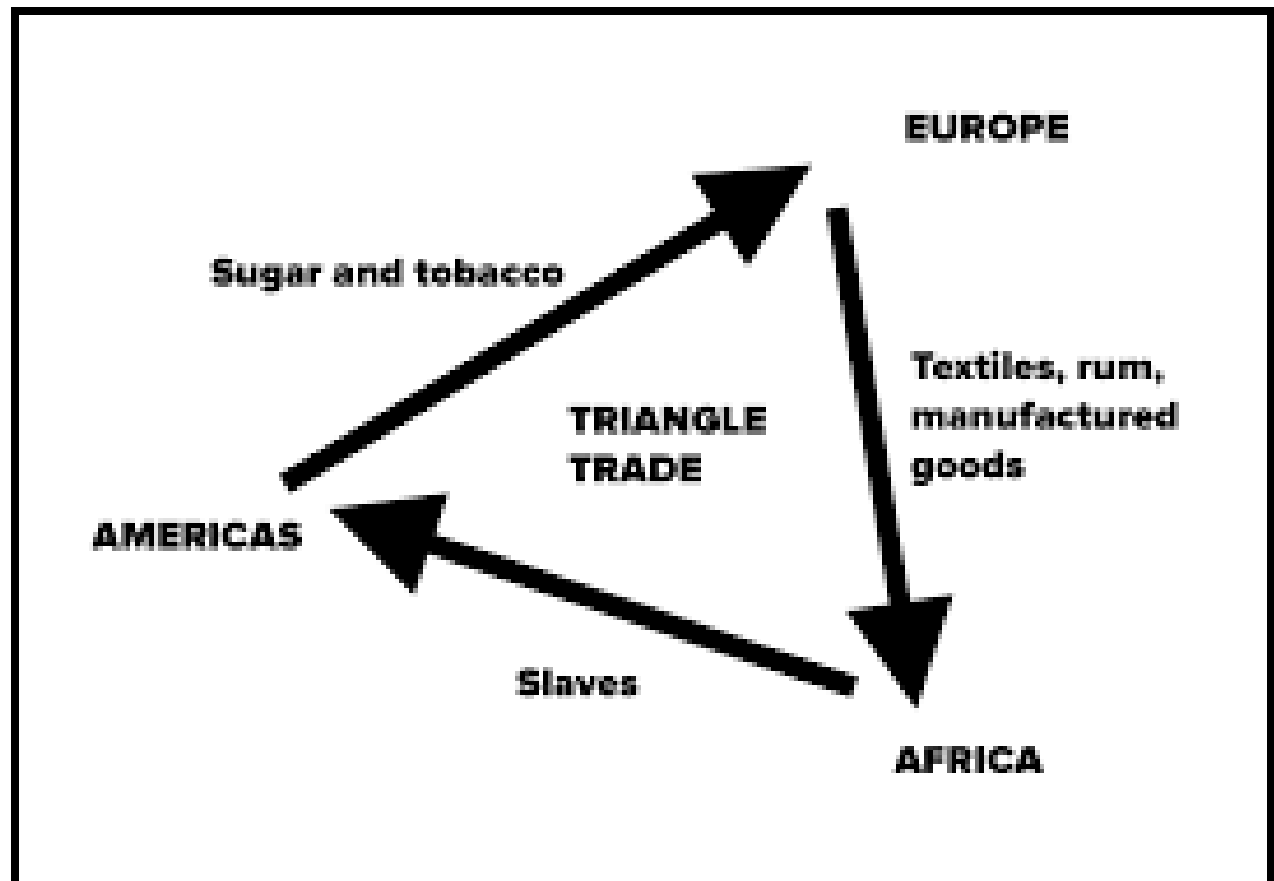 EUROPE
Sugar and tobacco
Textiles, rum,
manufactured
goods
TRIANGLE
TRADE
AMERICAS
Slaves
AFRICA